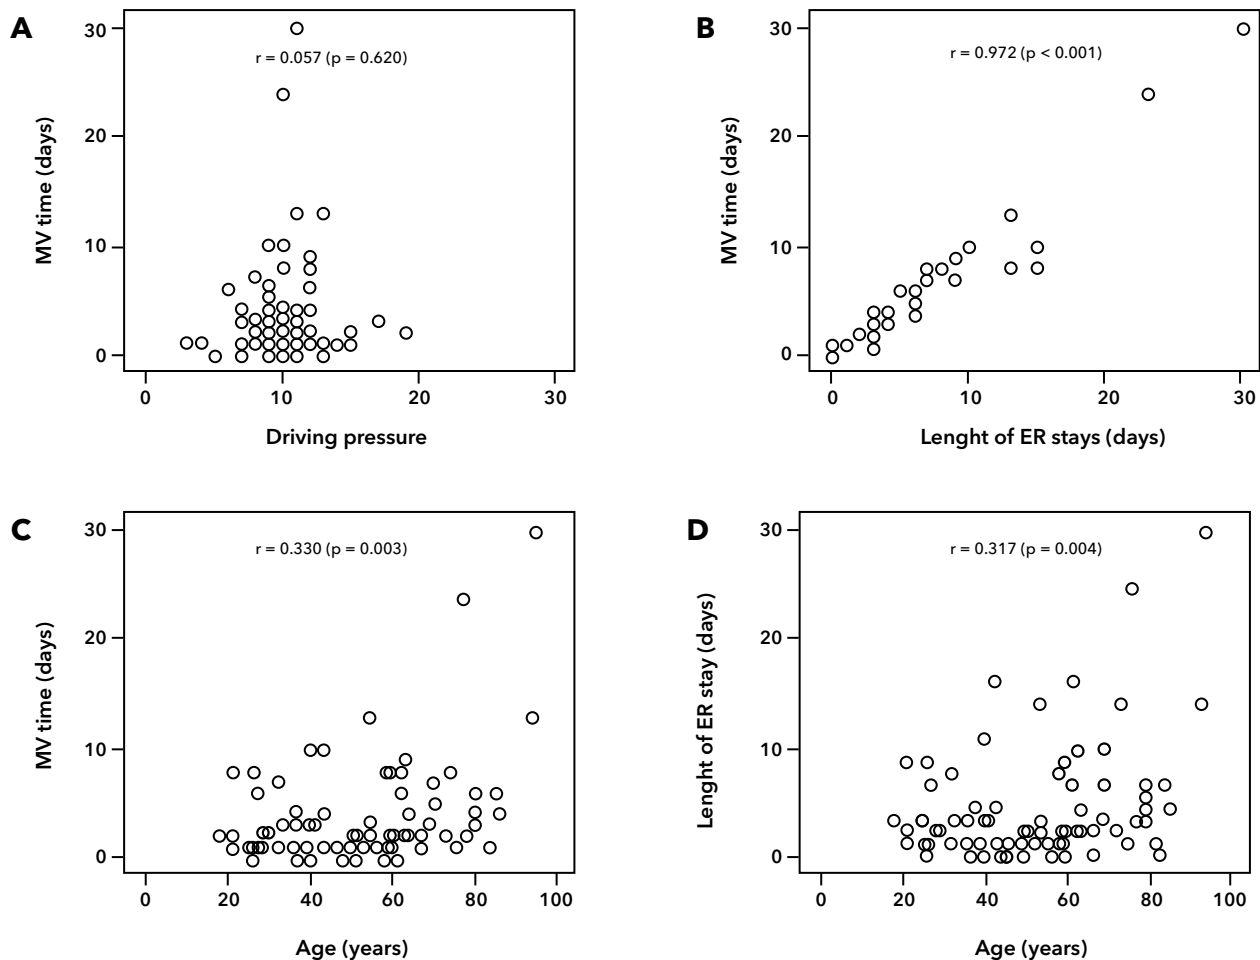 A
r = 0.057 (p = 0.620)
MV time (days)
30
20
10
0
0 10 20 30
Driving pressure
B
r = 0.972 (p < 0.001)
MV time (days)
30
20
10
0
0 10 20 30
Lenght of ER stays (days)
C
r = 0.330 (p = 0.003)
MV time (days)
30
20
10
0
0 20 40 60 80 100
Age (years)
D
r = 0.317 (p = 0.004)
Lenght of ER stay (days)
30
20
10
0
0 20 40 60 80 100
Age (years)